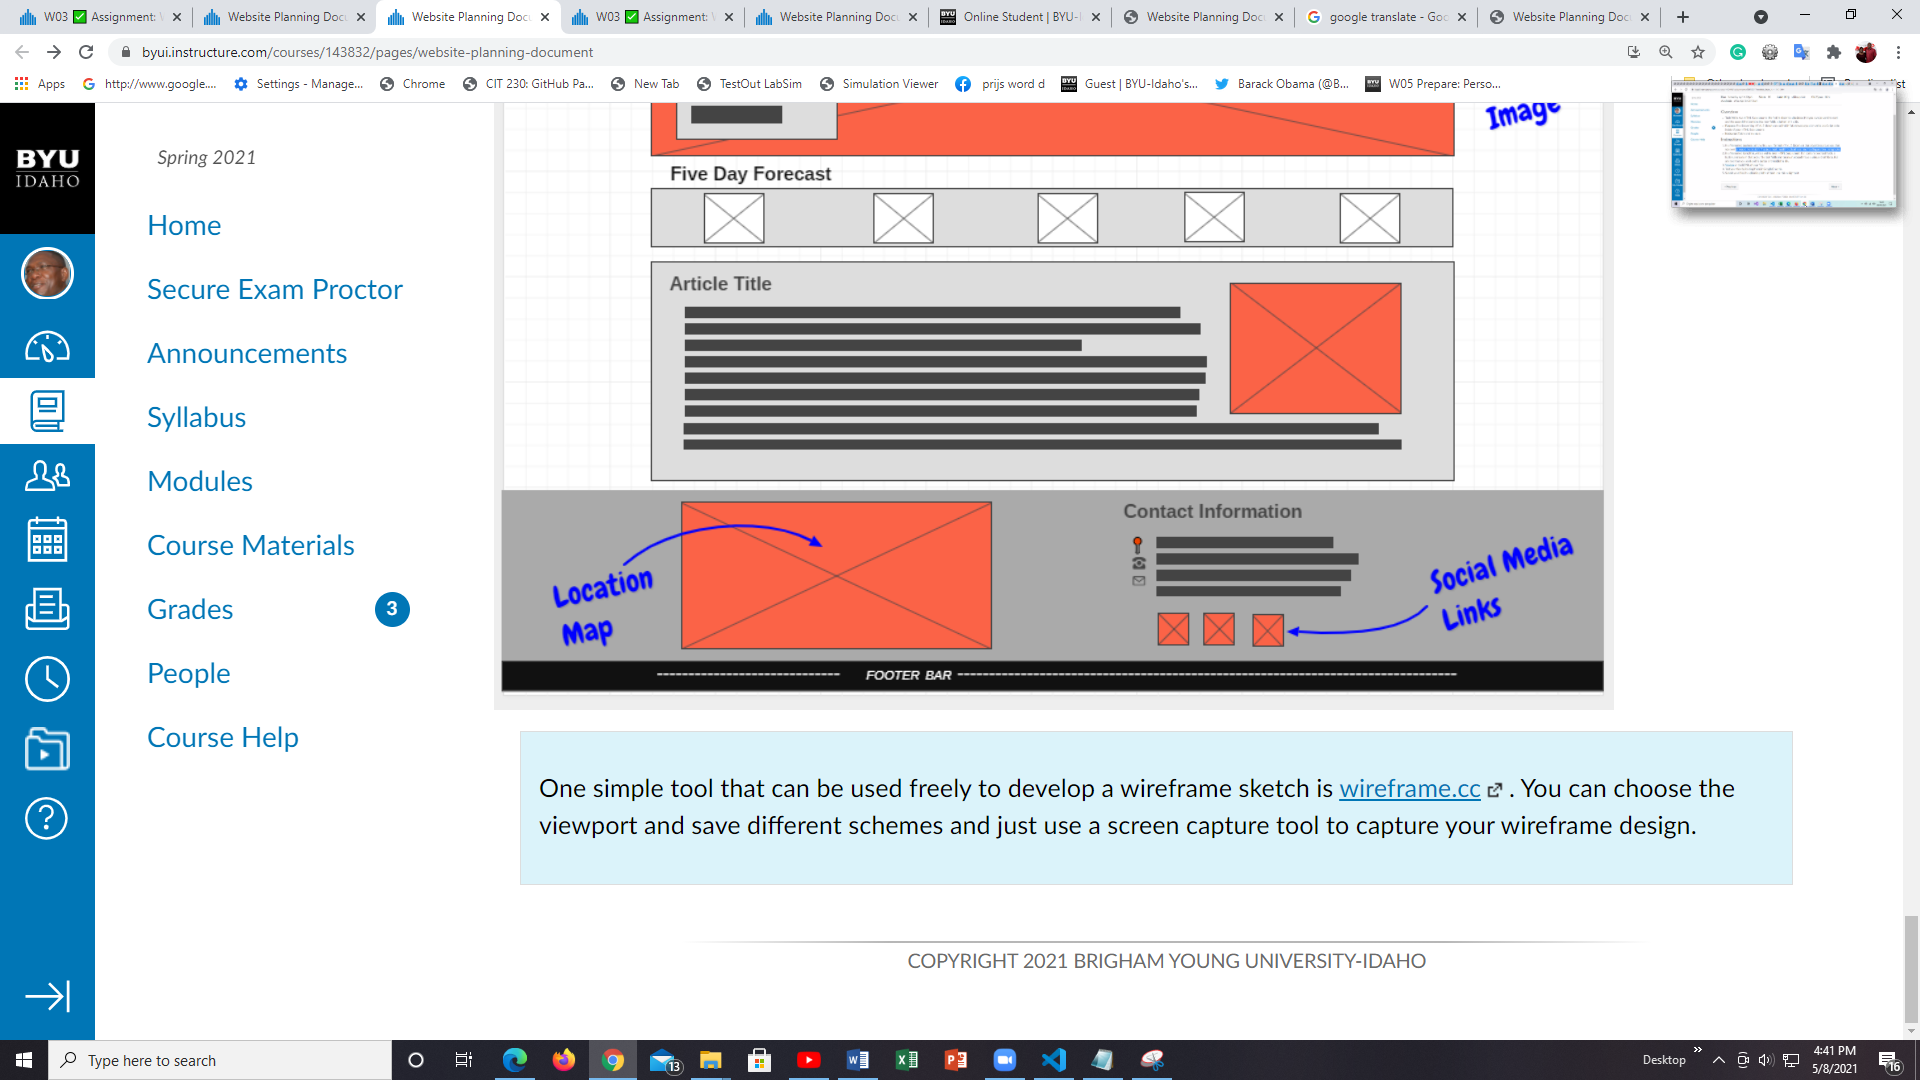 W03 ✅ Assignment: W
Website Planning Docu
Website Planning Docu
W03 ✅ Assignment: W
Website Planning Docu
Online Student | BYU-I
Website Planning Docu
google translate - Goo
Website Planning Docu
byui.instructure.com/courses/143832/pages/website-planning-document
Apps
http://www.google....
Settings - Manage...
Chrome
CIT 230: GitHub Pa...
New Tab
TestOut LabSim
Simulation Viewer
prijs word d
Guest | BYU-Idaho's...
Barack Obama (@B...
W05 Prepare: Perso...
BYU
IDAHO
Spring 2021
Home
Secure Exam Proctor
Announcements
Syllabus
Modules
Course Materials
Grades
3
People
Course Help
Image
Five Day Forecast
Article Title
Location
Map
Contact Information
Social Media
Links
FOOTER BAR
One simple tool that can be used freely to develop a wireframe sketch is wireframe.cc . You can choose the
viewport and save different schemes and just use a screen capture tool to capture your wireframe design.
COPYRIGHT 2021 BRIGHAM YOUNG UNIVERSITY-IDAHO
Type here to search
13
Desktop
4:41 PM
5/8/2021
16